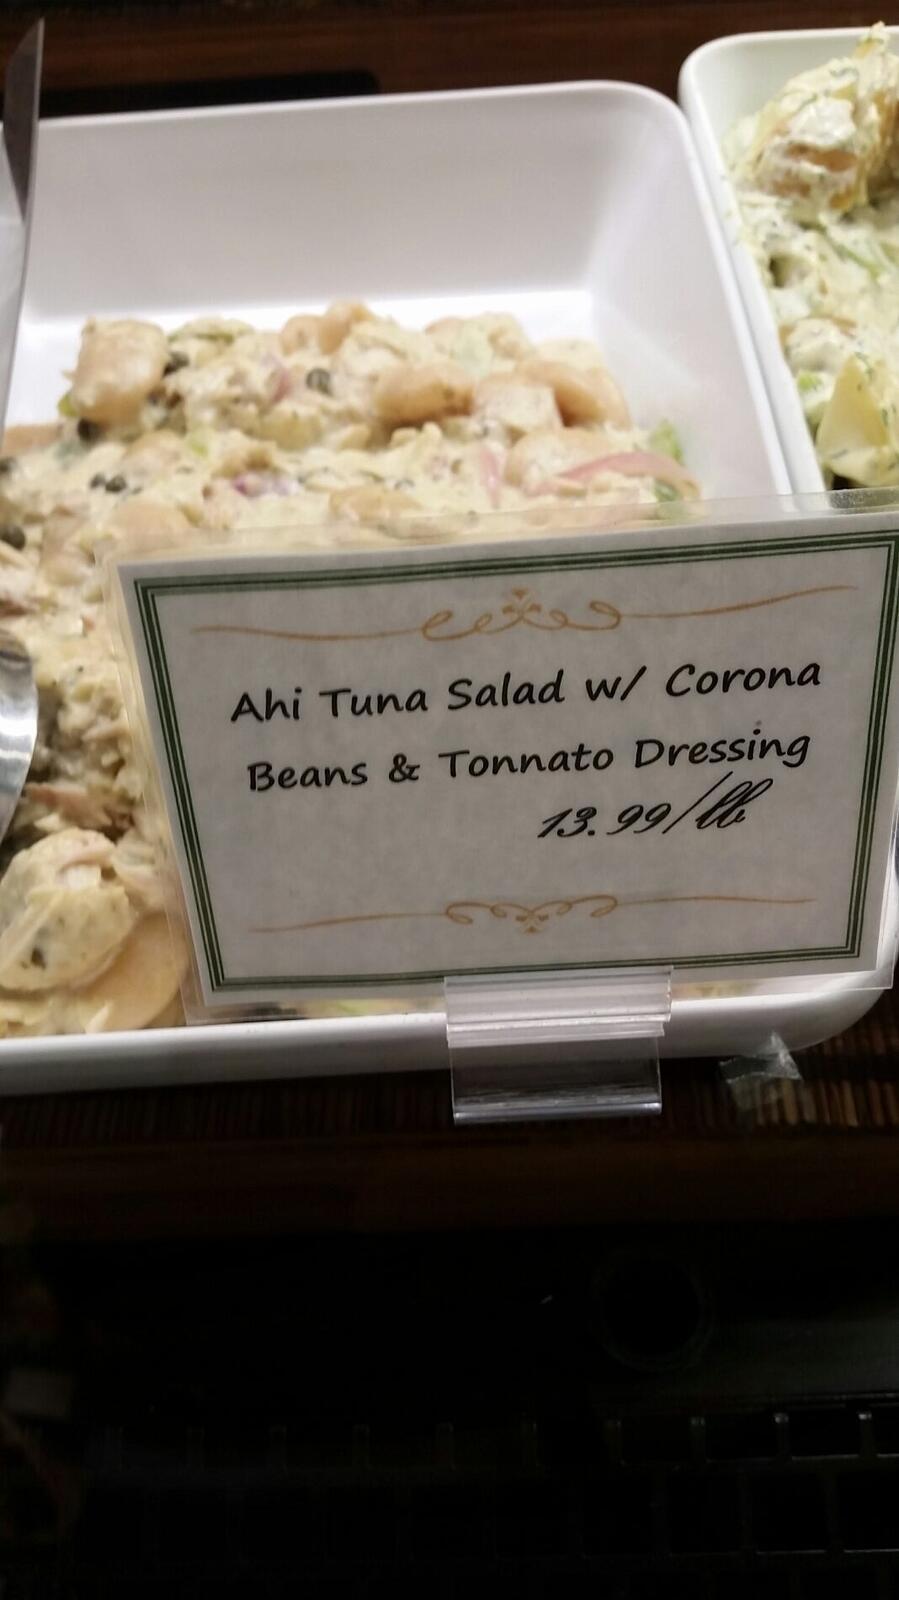 Ahi Tuna Salad w/ Corona
Beans & Tonnato Dressing
13.99/lb